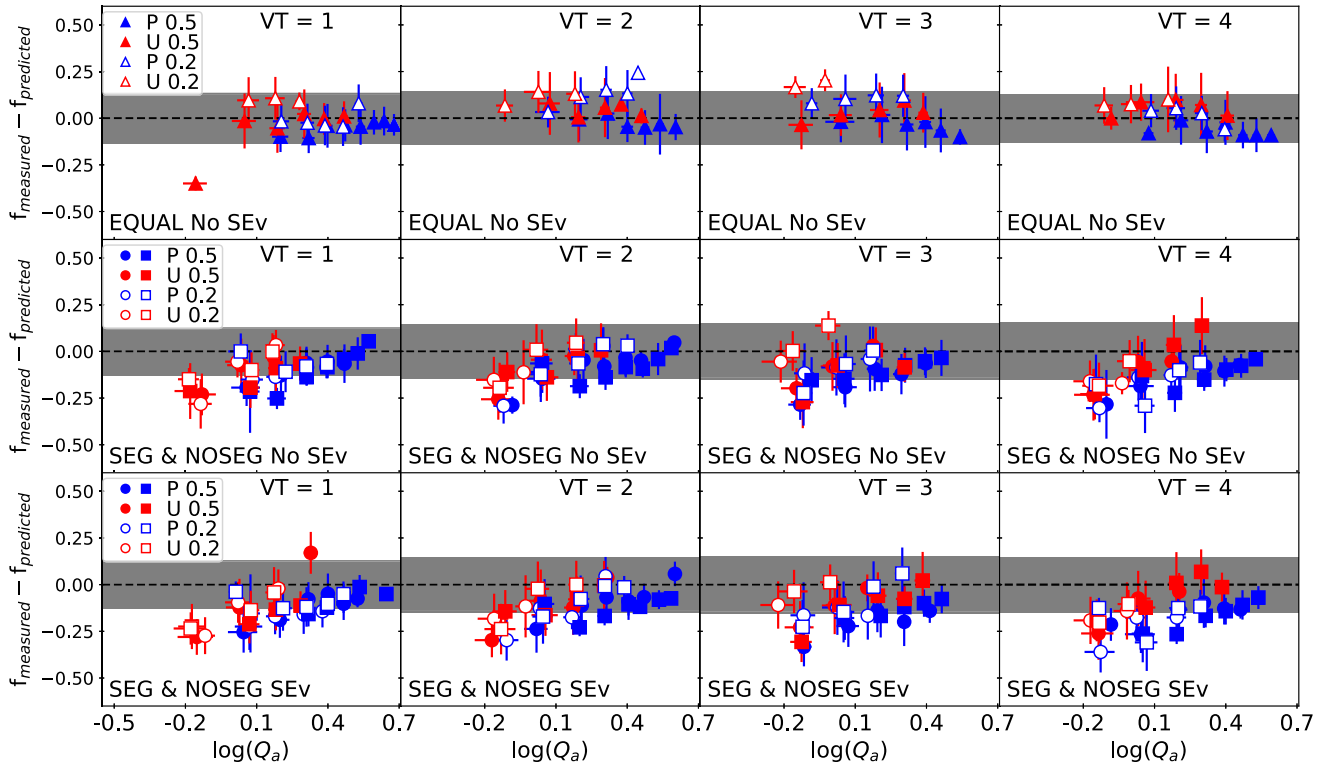 VT = 1
VT = 2
VT = 3
VT = 4
P 0.5
U 0.5
P 0.2
U 0.2
0.50
0.25
0.00
−0.25
−0.50
f_measured − f_predicted
EQUAL No SEv
EQUAL No SEv
EQUAL No SEv
EQUAL No SEv
VT = 1
VT = 2
VT = 3
VT = 4
P 0.5
U 0.5
P 0.2
U 0.2
0.50
0.25
0.00
−0.25
−0.50
f_measured − f_predicted
SEG & NOSEG No SEv
SEG & NOSEG No SEv
SEG & NOSEG No SEv
SEG & NOSEG No SEv
VT = 1
VT = 2
VT = 3
VT = 4
P 0.5
U 0.5
P 0.2
U 0.2
0.50
0.25
0.00
−0.25
−0.50
f_measured − f_predicted
SEG & NOSEG SEv
SEG & NOSEG SEv
SEG & NOSEG SEv
SEG & NOSEG SEv
-0.5 -0.2 0.1 0.4 0.7 -0.2 0.1 0.4 0.7 -0.2 0.1 0.4 0.7 -0.2 0.1 0.4 0.7
log(Q_a) log(Q_a) log(Q_a) log(Q_a)